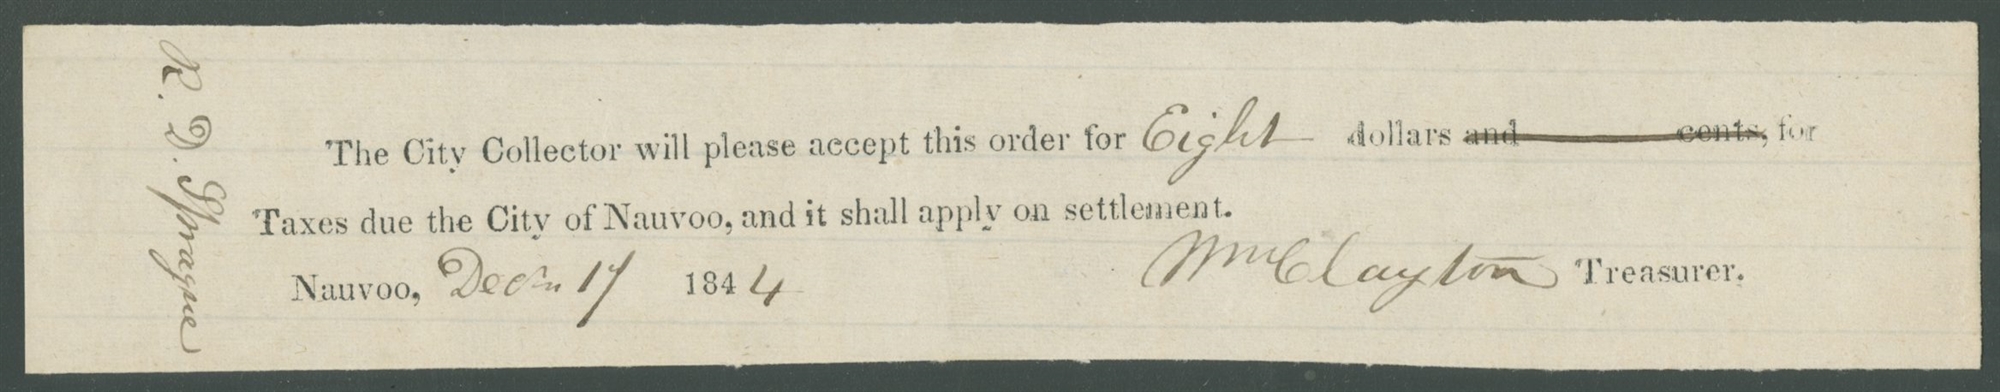 R. D. Sprague
The City Collector will please accept this order for Eight dollars and cents, for
Taxes due the City of Nauvoo, and it shall apply on settlement.
Nauvoo, Decr 17 1844 Wm Clayton Treasurer.